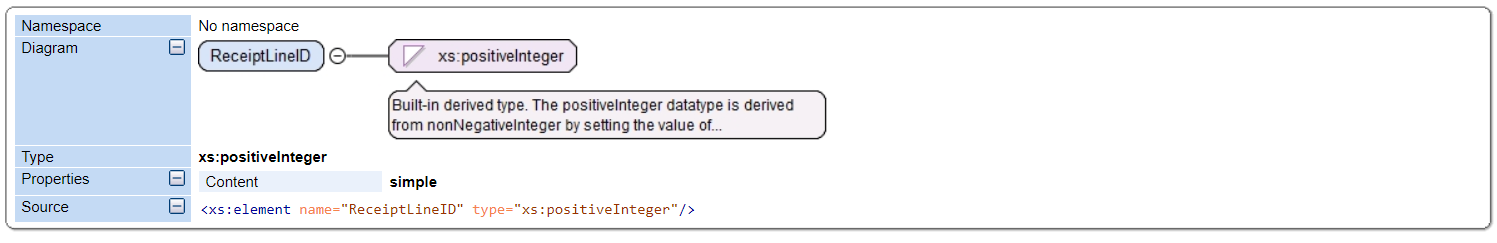 Namespace No namespace
Diagram ReceiptLineID xs:positiveInteger
Built-in derived type. The positiveInteger datatype is derived
from nonNegativeInteger by setting the value of...
Type xs:positiveInteger
Properties Content simple
Source <xs:element name="ReceiptLineID" type="xs:positiveInteger"/>